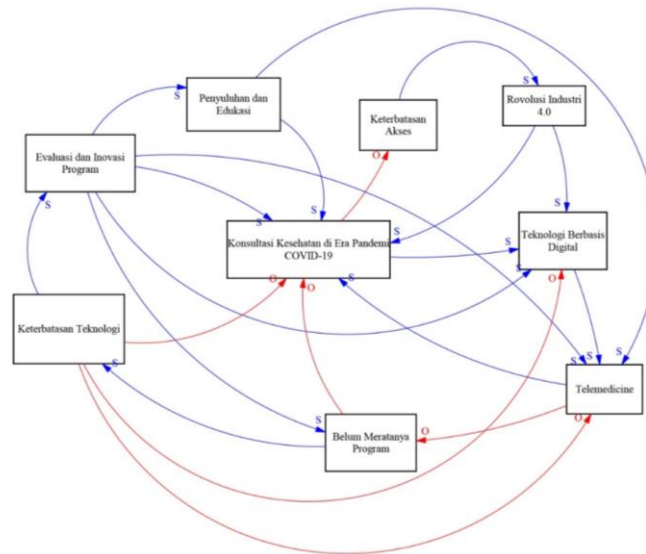 S
Penyuluhan dan
Edukasi
S
Rovolusi Industri
4.0
Keterbatasan
Akses
Evaluasi dan Inovasi
Program
O
S
S
S
S
S
Konsultasi Kesehatan di Era Pandemi
COVID-19
S
S
Teknologi Berbasis
Digital
S
O
O
S
O
Keterbatasan Teknologi
S
S
S
S
Telemedicine
S
O
O
Belum Meratanya
Program